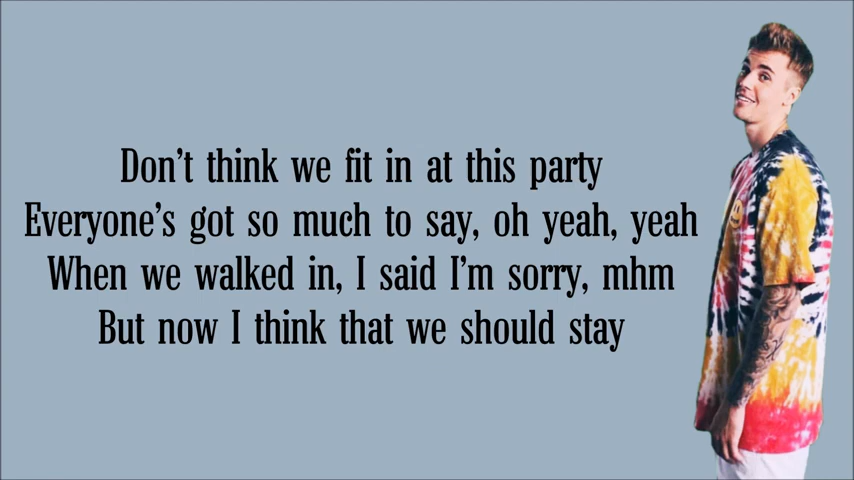 Don't think we fit in at this party
Everyone's got so much to say, oh yeah, yeah
When we walked in, I said I'm sorry, mhm
But now I think that we should stay